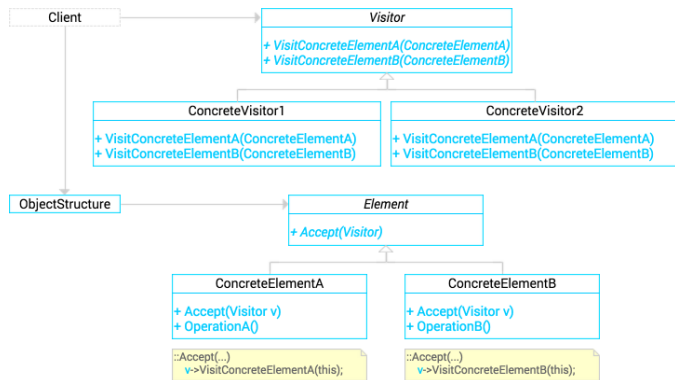 Client
Visitor
+ VisitConcreteElementA(ConcreteElementA)
+ VisitConcreteElementB(ConcreteElementB)
ConcreteVisitor1
+ VisitConcreteElementA(ConcreteElementA)
+ VisitConcreteElementB(ConcreteElementB)
ConcreteVisitor2
+ VisitConcreteElementA(ConcreteElementA)
+ VisitConcreteElementB(ConcreteElementB)
ObjectStructure
Element
+ Accept(Visitor)
ConcreteElementA
+ Accept(Visitor v)
+ OperationA()
ConcreteElementB
+ Accept(Visitor v)
+ OperationB()
::Accept(...)
v->VisitConcreteElementA(this);
::Accept(...)
v->VisitConcreteElementB(this);